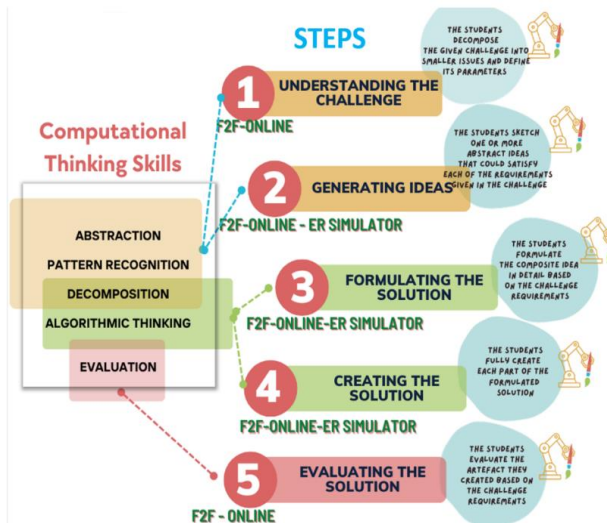 STEPS
1
UNDERSTANDING THE
CHALLENGE
F2F-ONLINE
THE STUDENTS
DECOMPOSE
THE GIVEN CHALLENGE INTO
SMALLER ISSUES AND DEFINE
ITS PARAMETERS
Computational
Thinking Skills
ABSTRACTION
PATTERN RECOGNITION
DECOMPOSITION
ALGORITHMIC THINKING
EVALUATION
2
GENERATING IDEAS
F2F-ONLINE - ER SIMULATOR
THE STUDENTS SKETCH
ONE OR MORE
ABSTRACT IDEAS
THAT COULD SATISFY
EACH OF THE REQUIREMENTS
GIVEN IN THE CHALLENGE
3
FORMULATING THE
SOLUTION
F2F-ONLINE-ER SIMULATOR
THE STUDENTS
FORMULATE
THE COMPOSITE IDEA
IN DETAIL BASED
ON THE CHALLENGE
REQUIREMENTS
4
CREATING THE
SOLUTION
F2F-ONLINE-ER SIMULATOR
THE STUDENTS
FULLY CREATE
EACH PART OF THE
FORMULATED
SOLUTION
5
EVALUATING THE
SOLUTION
F2F - ONLINE
THE STUDENTS
EVALUATE THE
ARTEFACT THEY
CREATED BASED ON
THE CHALLENGE
REQUIREMENTS